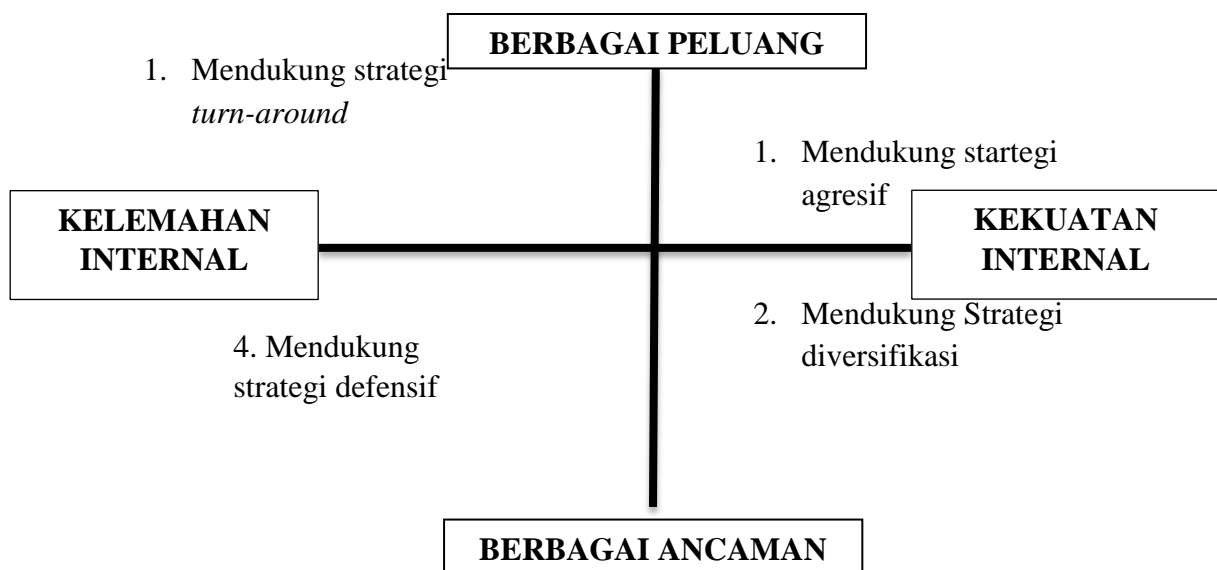 BERBAGAI PELUANG
1. Mendukung strategi
turn-around
1. Mendukung startegi
agresif
KELEMAHAN
INTERNAL
KEKUATAN
INTERNAL
2. Mendukung Strategi
diversifikasi
4. Mendukung
strategi defensif
BERBAGAI ANCAMAN